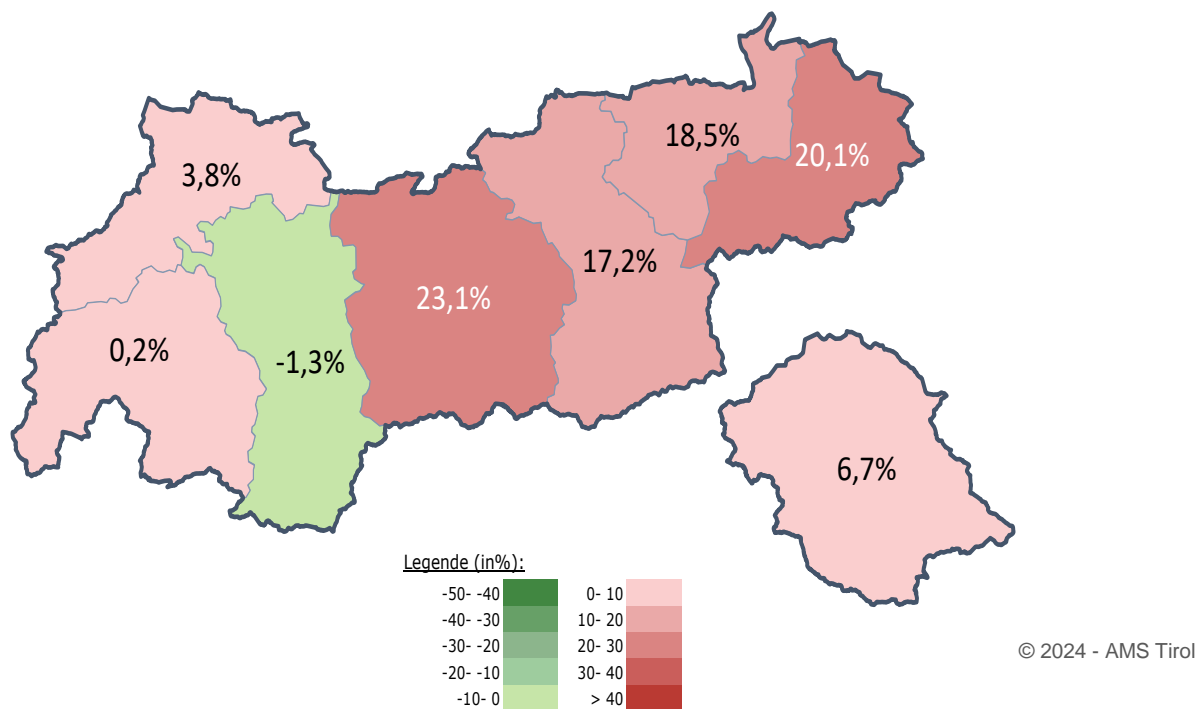 18,5%
20,1%
3,8%
17,2%
23,1%
0,2%
-1,3%
6,7%
Legende (in%):
-50- -40 0- 10
-40- -30 10- 20
-30- -20 20- 30
-20- -10 30- 40
-10- 0 > 40
© 2024 - AMS Tirol